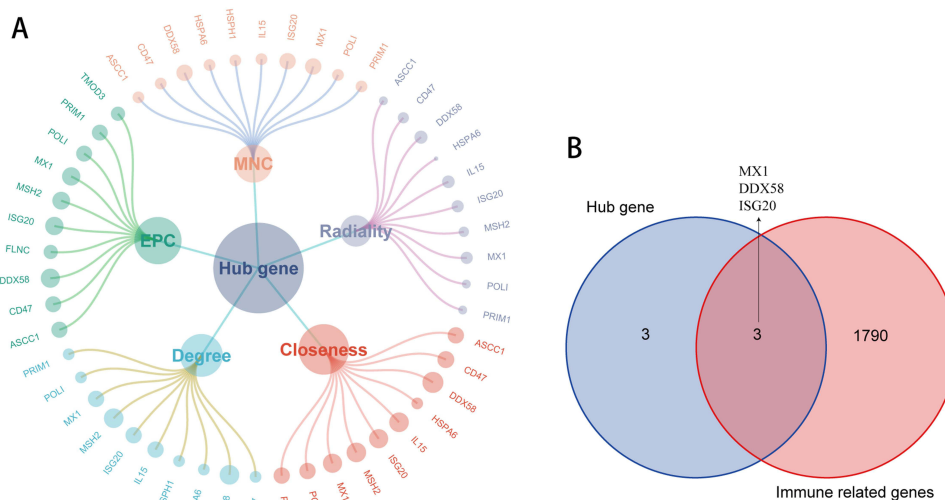 A
ASCC1
CD47
DDX58
HSPA6
HSPH1
IL15
ISG20
MX1
POLI
PRIM1
MNC
ASCC1
CD47
DDX58
HSPA6
IL15
ISG20
MSH2
MX1
POLI
PRIM1
Radiality
TMOD3
PRIM1
POLI
MX1
MSH2
ISG20
FLNC
DDX58
CD47
ASCC1
EPC
Hub gene
PRIM1
POLI
MX1
MSH2
ISG20
IL15
Degree
ASCC1
CD47
DDX58
HSPA6
IL15
ISG20
MSH2
MX1
Closeness
B
MX1
DDX58
ISG20
Hub gene
3
3
1790
Immune related genes